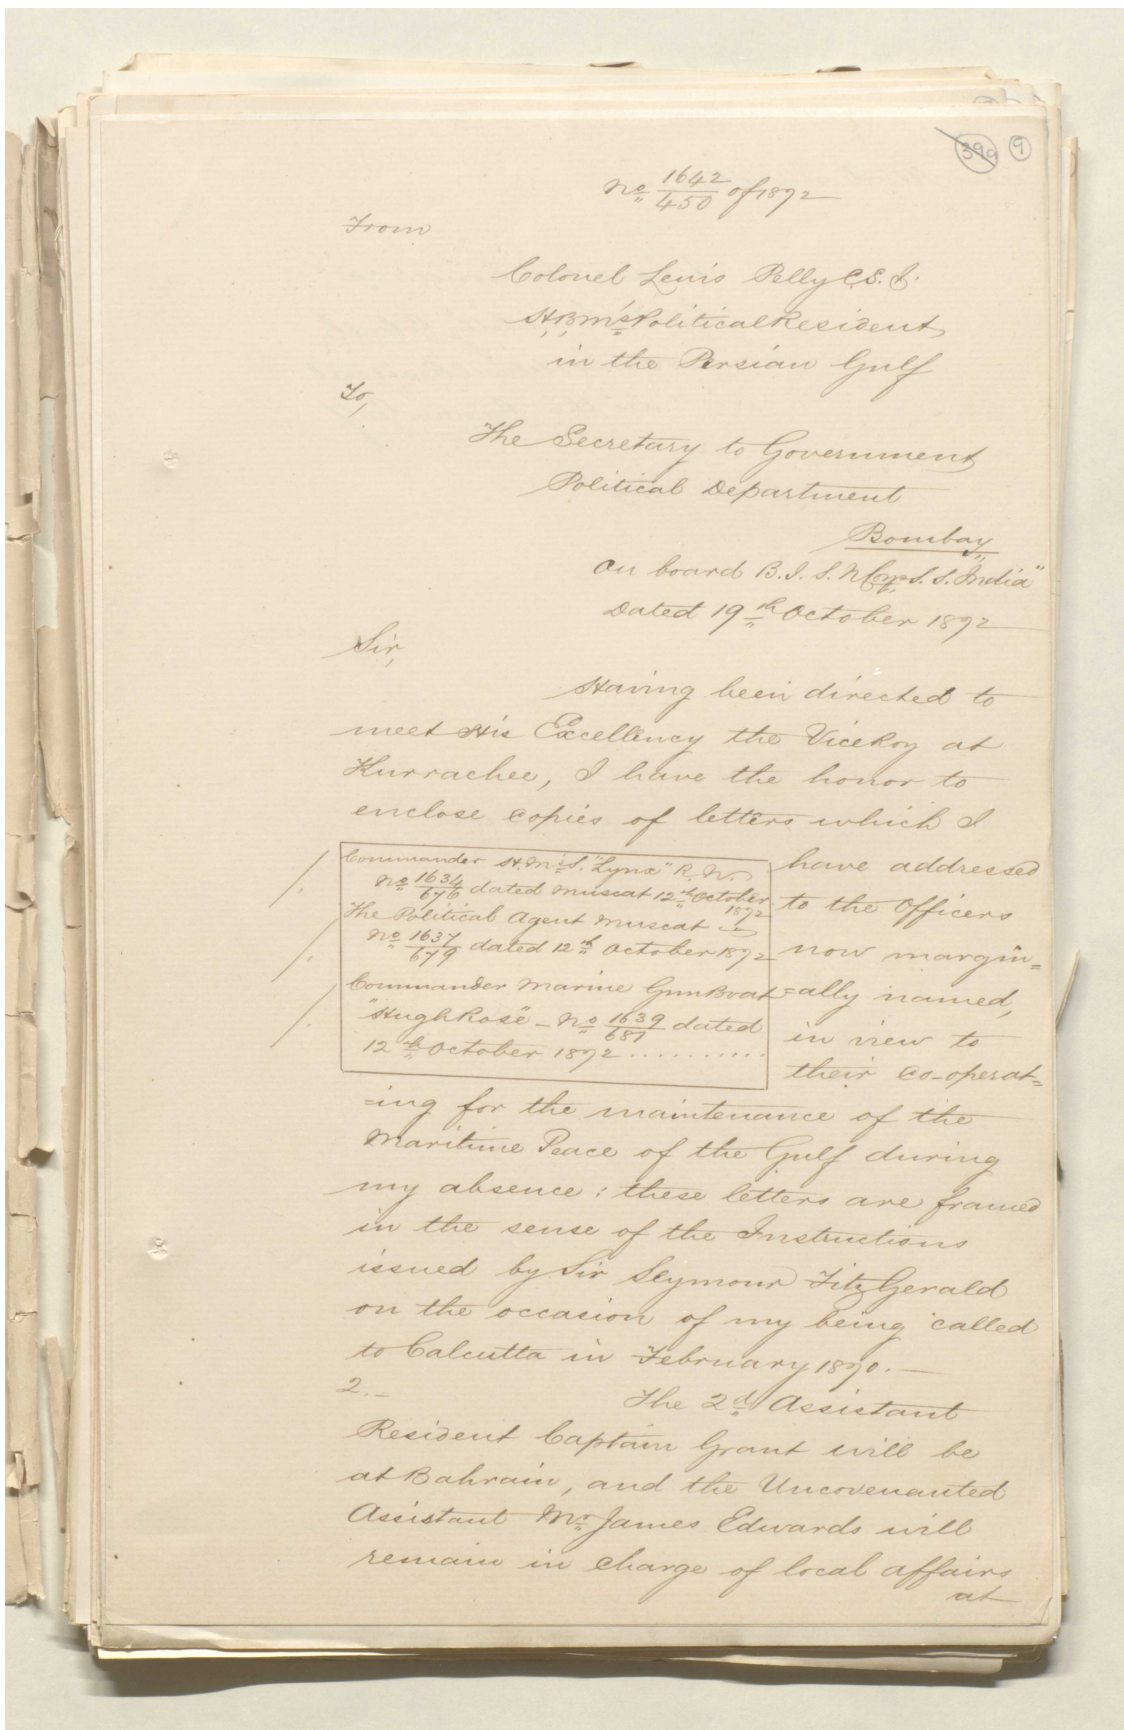 39a 9
No 1642/450 of 1872
From
Colonel Lewis Pelly C.S.I.
H,B,M's Political Resident
in the Persian Gulf
To,
The Secretary to Government
Political Department
Bombay
On board B.I.S.N. Coy's S.S. India"
Dated 19th October 1872
Sir,
Having been directed to
meet His Excellency the ViceRoy at
Kurrachee, I have the honor to
enclose copies of letters which I
Commander H.M's S. "Lynx" R.N.
No 1634/676 dated Muscat 12th October
1872
The Political Agent Muscat
No 1637/679 dated 12th October 1872
Commander Marine GunBoat
"HughRose" - No 1639/681 dated
12th October 1872 ..........
have addressed
to the Officers
now margin=
=ally named,
in view to
their co-operat=
=ing for the maintenance of the
Maritime Peace of the Gulf during
my absence : these letters are framed
in the sense of the Instructions
issued by Sir Seymour FitzGerald
on the occasion of my being called
to Calcutta in February 1870. —
2. - The 2d Assistant
Resident Captain Grant will be
at Bahrain, and the Uncovenanted
Assistant Mr James Edwards will
remain in charge of local affairs
at